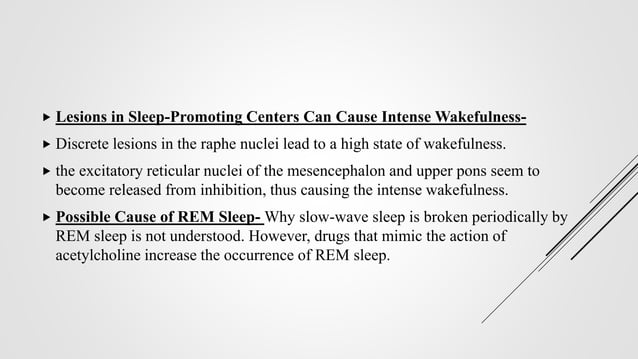 Lesions in Sleep-Promoting Centers Can Cause Intense Wakefulness-
Discrete lesions in the raphe nuclei lead to a high state of wakefulness.
the excitatory reticular nuclei of the mesencephalon and upper pons seem to
become released from inhibition, thus causing the intense wakefulness.
Possible Cause of REM Sleep- Why slow-wave sleep is broken periodically by
REM sleep is not understood. However, drugs that mimic the action of
acetylcholine increase the occurrence of REM sleep.